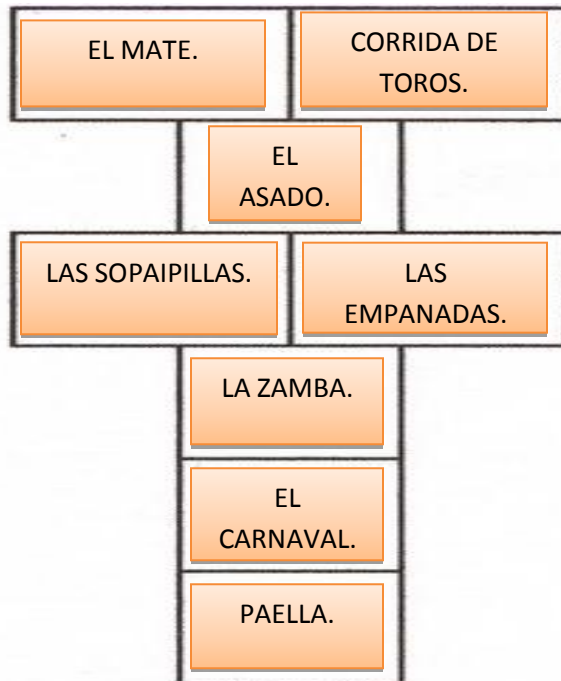 EL MATE.
CORRIDA DE
TOROS.
EL
ASADO.
LAS SOPAIPILLAS.
LAS
EMPANADAS.
LA ZAMBA.
EL
CARNAVAL.
PAELLA.